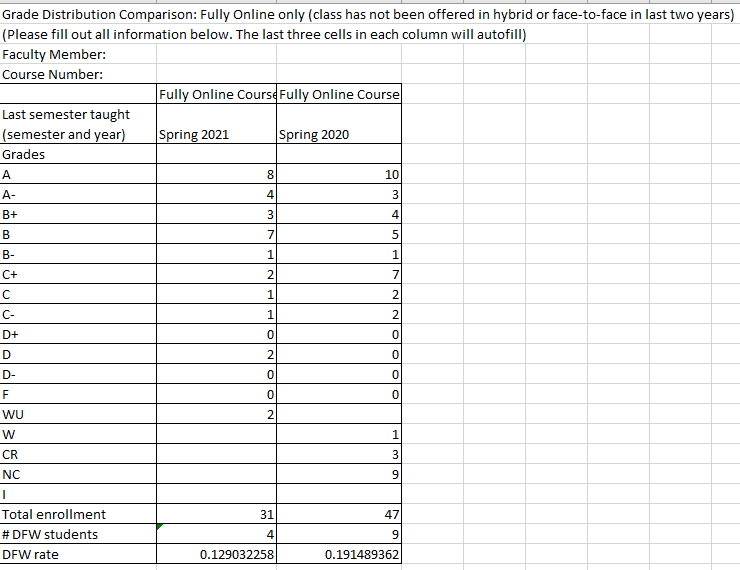 Grade Distribution Comparison: Fully Online only (class has not been offered in hybrid or face-to-face in last two years)
(Please fill out all information below. The last three cells in each column will autofill)
Faculty Member:
Course Number:
Fully Online Course Fully Online Course
Last semester taught
(semester and year) Spring 2021 Spring 2020
Grades
A 8 10
A- 4 3
B+ 3 4
B 7 5
B- 1 1
C+ 2 7
C 1 2
C- 1 2
D+ 0 0
D 2 0
D- 0 0
F 0 0
WU 2
W 1
CR 3
NC 9
I
Total enrollment 31 47
# DFW students 4 9
DFW rate 0.129032258 0.191489362